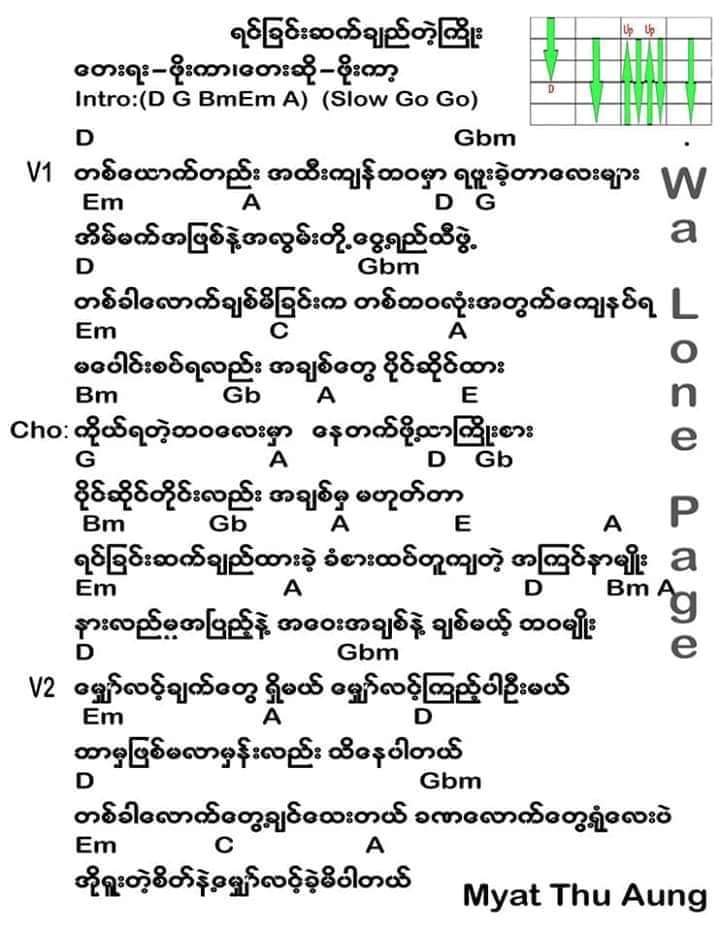 ရင်ခြင်းဆက်ချည်တဲ့ကြိုး
Up Up
D
တေးရေး-ဖိုးကာ၊တေးဆို-ဖိုးကာ့
Intro:(D G BmEm A) (Slow Go Go)
D Gbm .
V1 တစ်ယောက်တည်း အထီးကျန်ဘဝမှာ ရဖူးခဲ့တာလေးများ
Em A D G
အိမ်မက်အဖြစ်နဲ့အလွမ်းတို့ငွေ့ရည်သီဖွဲ့
D Gbm
တစ်ခါလောက်ချစ်မိခြင်းက တစ်ဘဝလုံးအတွက်ကျေနပ်ရ
Em C A
မပေါင်းစပ်ရလည်း အချစ်တွေ ပိုင်ဆိုင်ထား
Bm Gb A E
Cho: ကိုယ်ရတဲ့ဘဝလေးမှာ နေတက်ဖို့သာကြိုးစား
G A D Gb
ပိုင်ဆိုင်တိုင်းလည်း အချစ်မှ မဟုတ်တာ
Bm Gb A E A
ရင်ခြင်းဆက်ချည်ထားခဲ့ ခံစားထပ်တူကျတဲ့ အကြင်နာမျိုး
Em A D Bm A
နားလည်မှုအပြည့်နဲ့ အဝေးအချစ်နဲ့ ချစ်မယ့် ဘဝမျိုး
D Gbm
V2 မျှော်လင့်ချက်တွေ ရှိမယ် မျှော်လင့်ကြည့်ပါဦးမယ်
Em A D
ဘာမှဖြစ်မလာမှန်းလည်း သိနေပါတယ်
D Gbm
တစ်ခါလောက်တွေ့ချင်သေးတယ် ခဏလောက်တွေ့ရုံလေးပဲ
Em C A
အိုရူးတဲ့စိတ်နဲ့မျှော်လင့်ခဲ့မိပါတယ်
Myat Thu Aung
Wa Lone Page